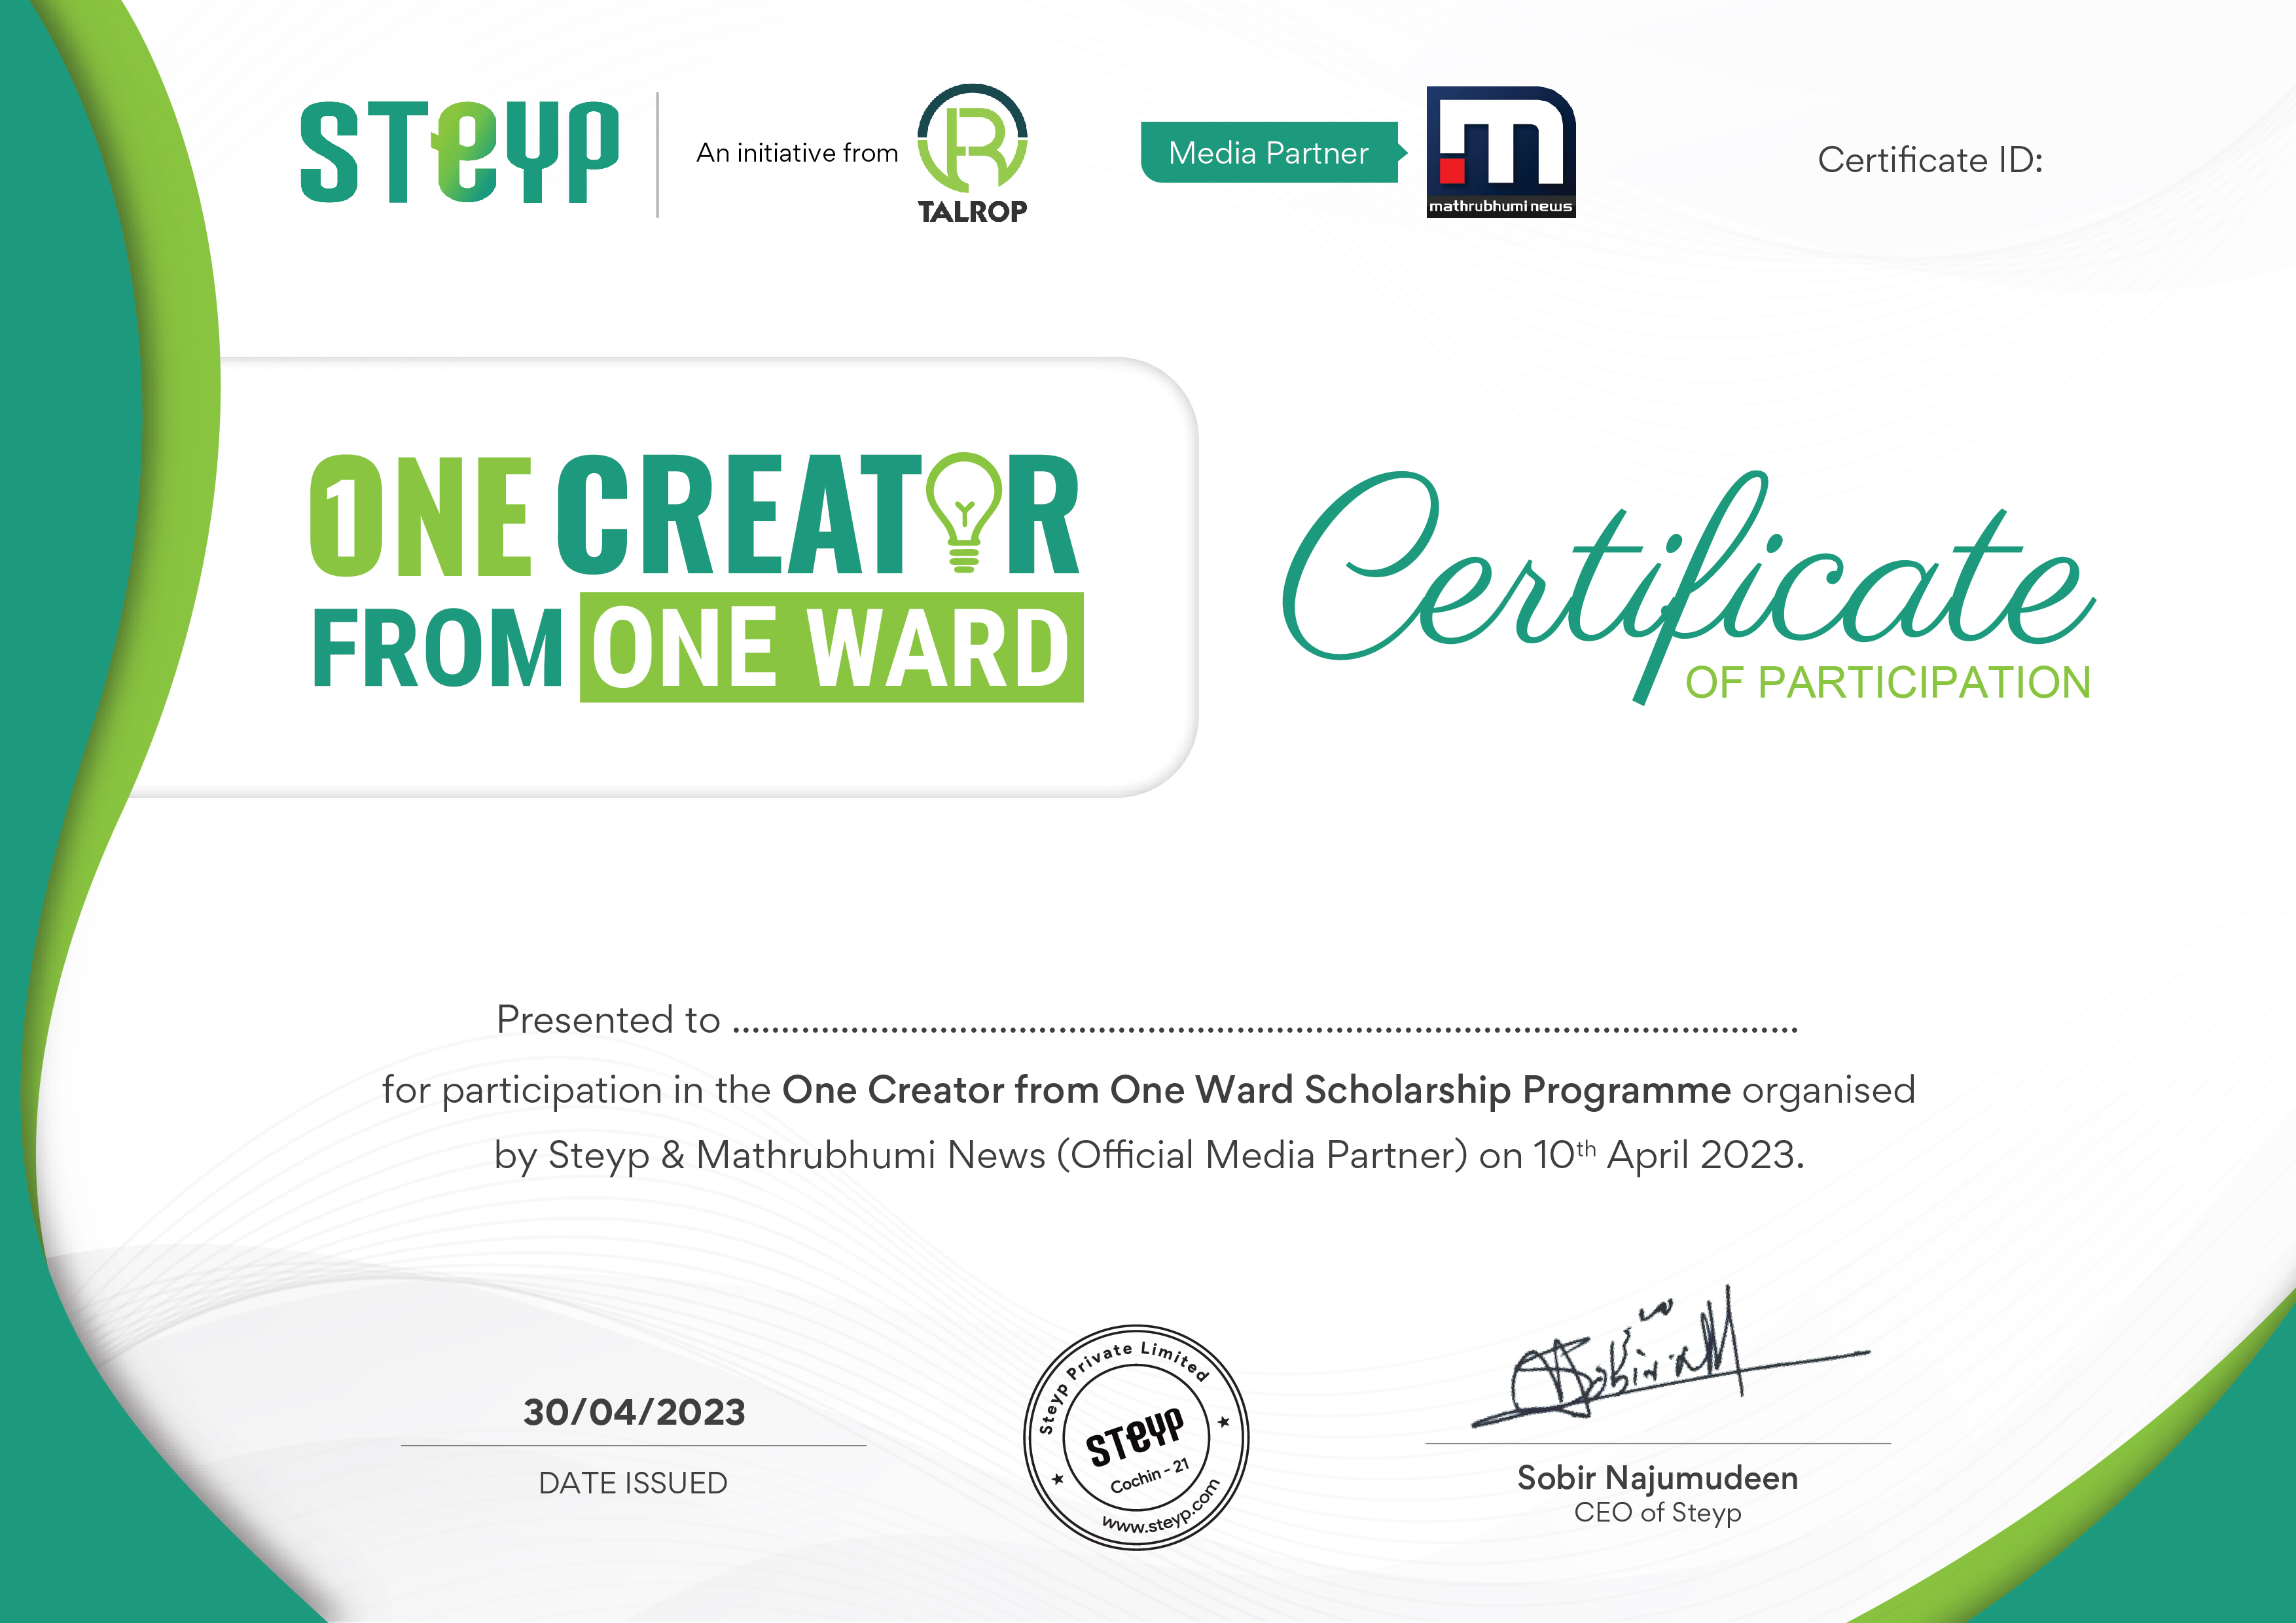 STEYP
An initiative from
TALROP
Media Partner
mathrubhumi news
Certificate ID:
ONE CREATOR
FROM ONE WARD
Certificate
OF PARTICIPATION
Presented to ..............................................................................................................
for participation in the One Creator from One Ward Scholarship Programme organised
by Steyp & Mathrubhumi News (Official Media Partner) on 10th April 2023.
30/04/2023
DATE ISSUED
Steyp Private Limited
STEYP
Cochin - 21
www.steyp.com
Sobir Najumudeen
CEO of Steyp